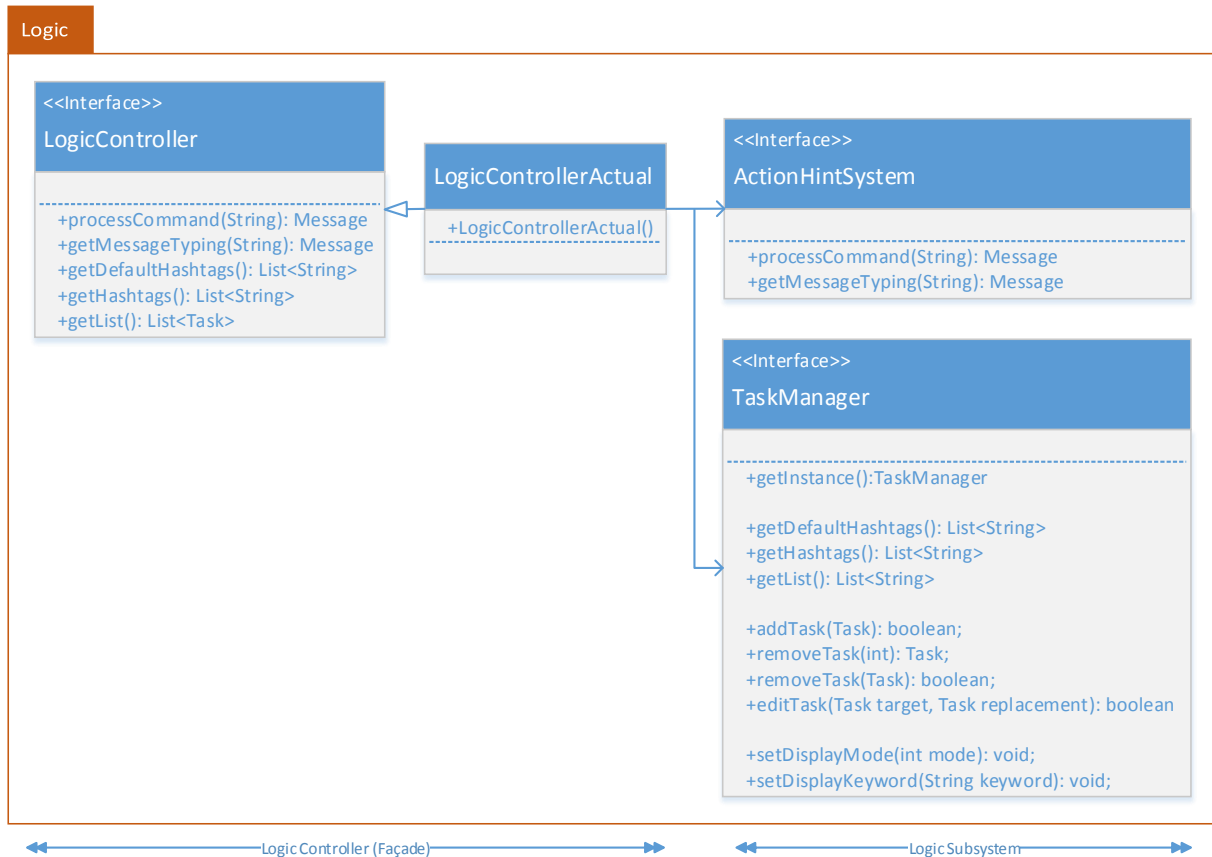 Logic
<<Interface>>
LogicController
+processCommand(String): Message
+getMessageTyping(String): Message
+getDefaultHashtags(): List<String>
+getHashtags(): List<String>
+getList(): List<Task>
LogicControllerActual
+LogicControllerActual()
<<Interface>>
ActionHintSystem
+processCommand(String): Message
+getMessageTyping(String): Message
<<Interface>>
TaskManager
+getInstance():TaskManager
+getDefaultHashtags(): List<String>
+getHashtags(): List<String>
+getList(): List<String>
+addTask(Task): boolean;
+removeTask(int): Task;
+removeTask(Task): boolean;
+editTask(Task target, Task replacement): boolean
+setDisplayMode(int mode): void;
+setDisplayKeyword(String keyword): void;
Logic Controller (Façade)
Logic Subsystem